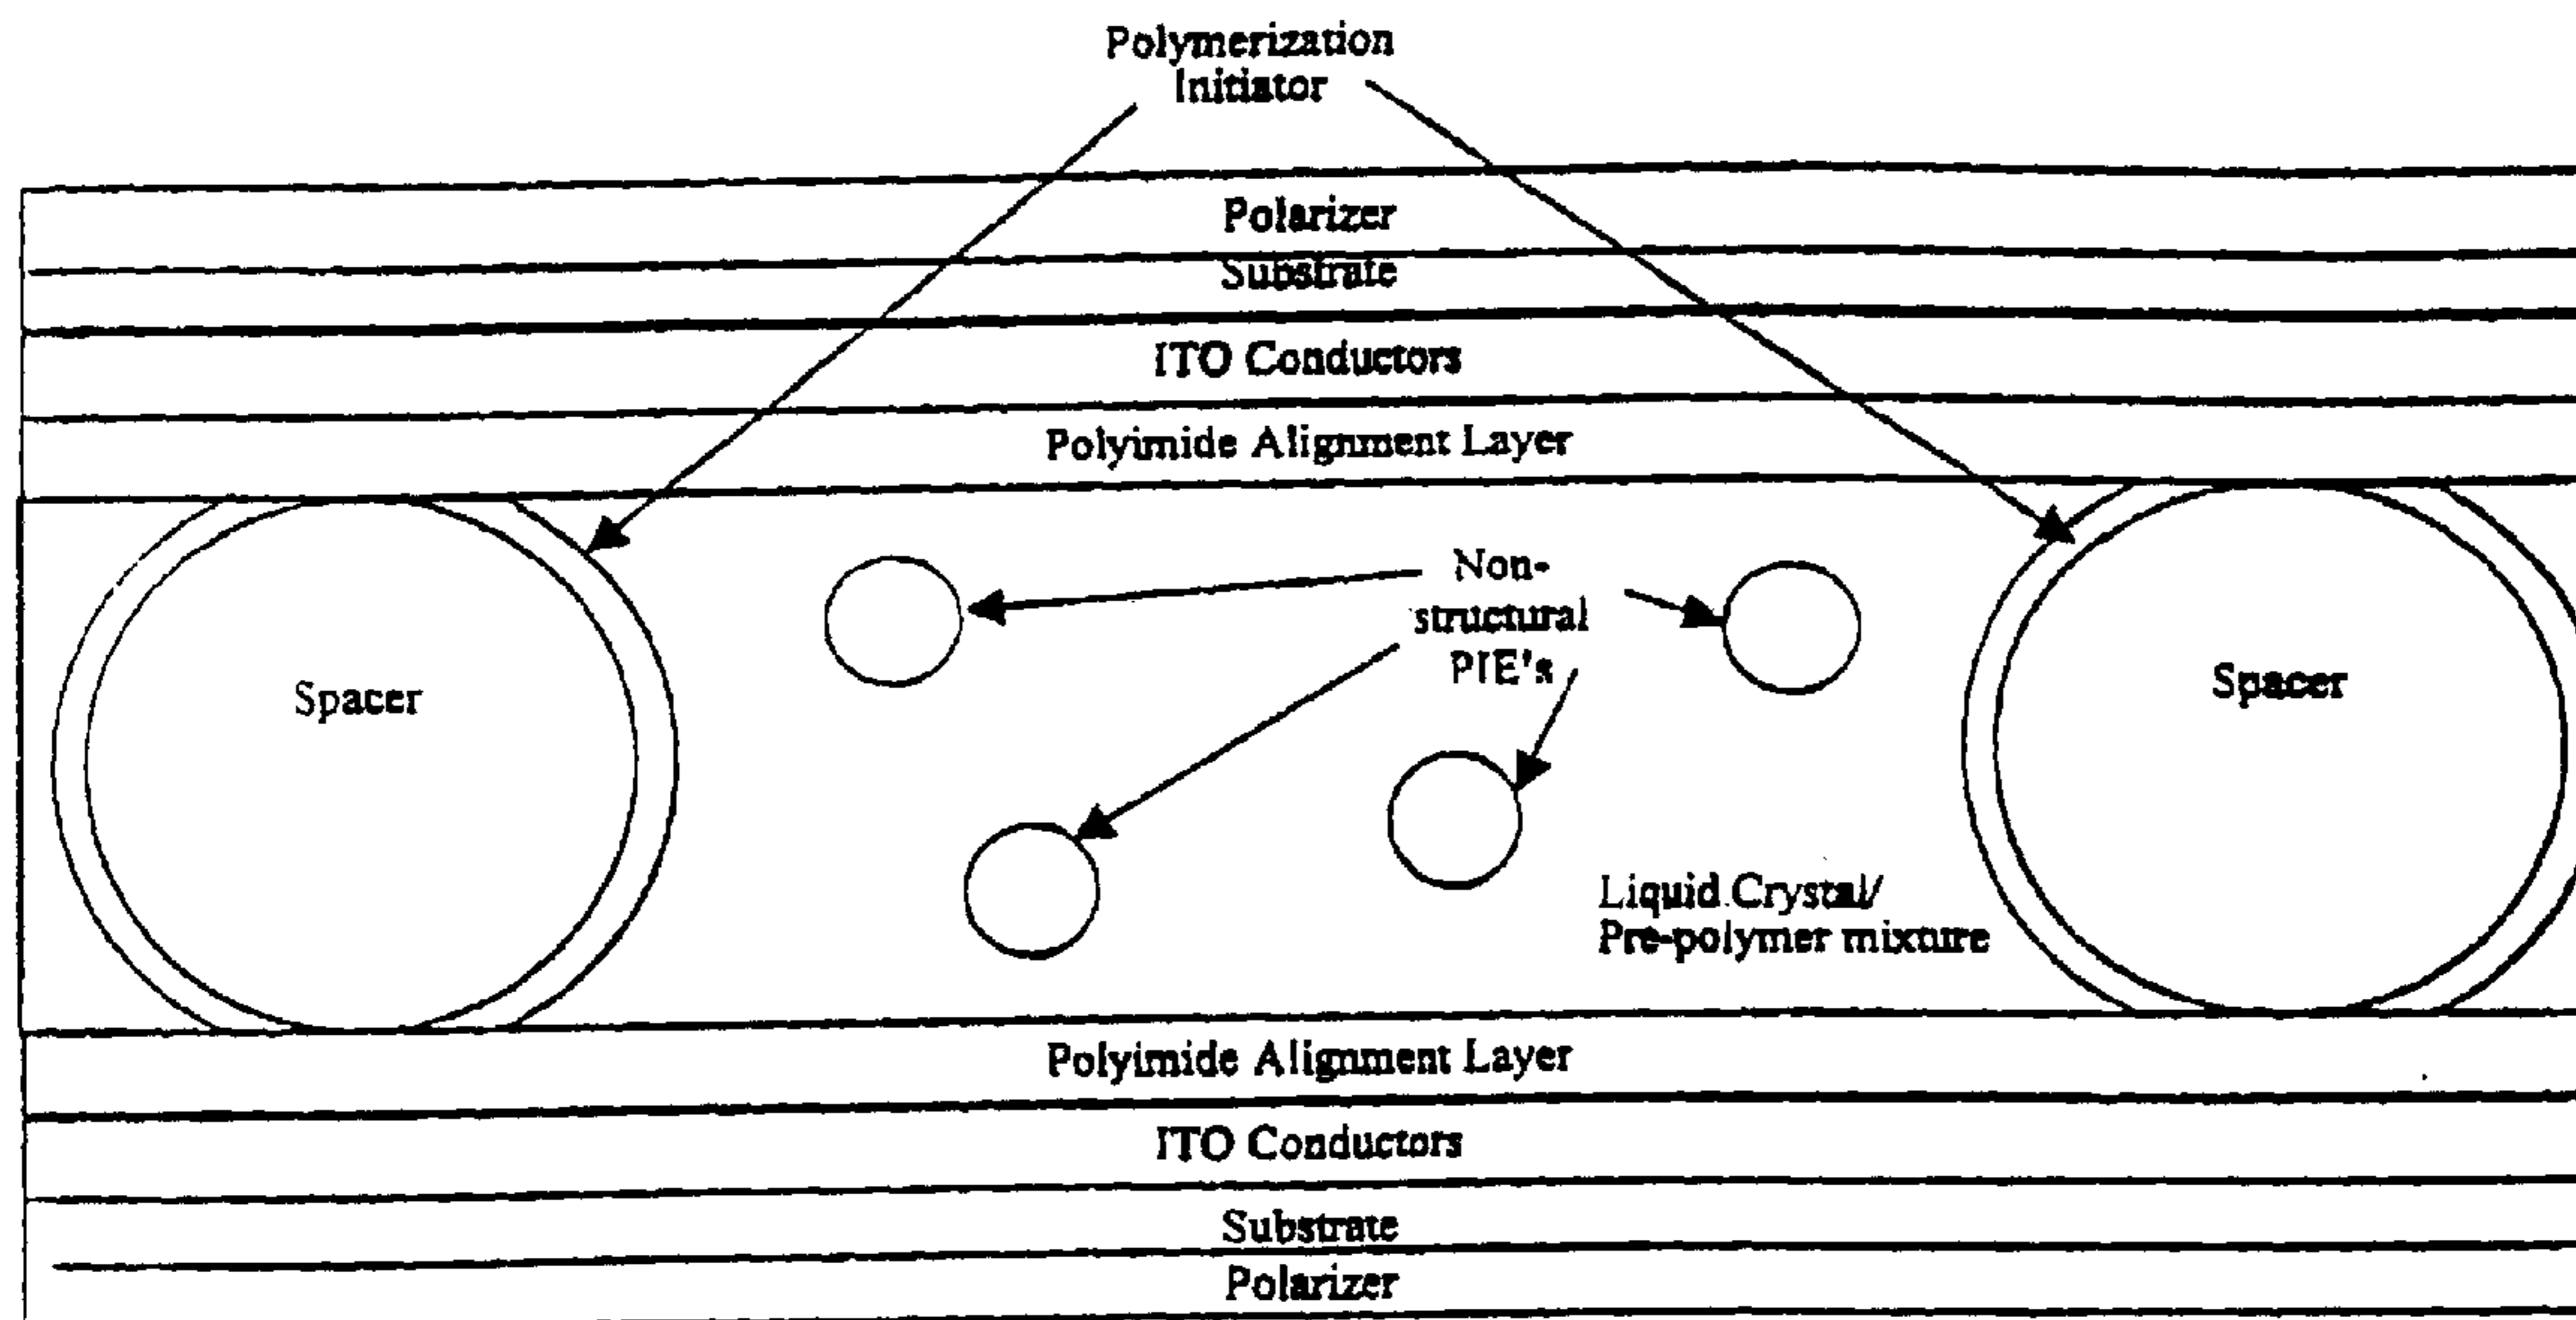 Polymerization
Initiator
Polarizer
Substrate
ITO Conductors
Polyimide Alignment Layer
Non-
structural
PIE's
Spacer
Spacer
Liquid Crystal/
Pre-polymer mixture
Polyimide Alignment Layer
ITO Conductors
Substrate
Polarizer